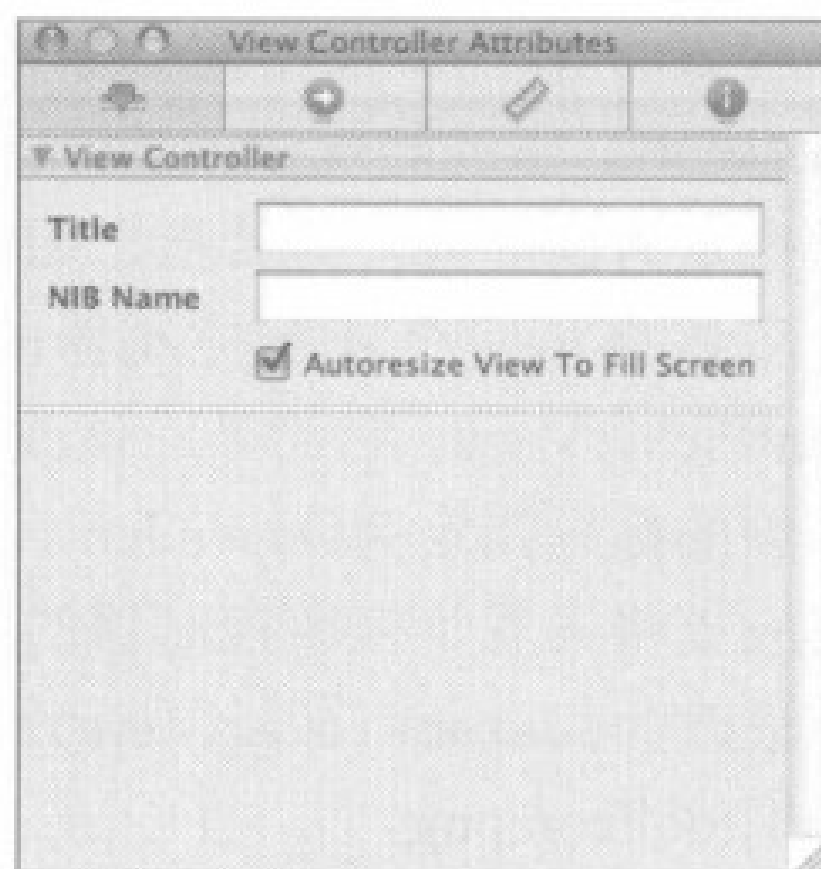 View Controller Attributes
View Controller
Title
NIB Name
Autoresize View To Fill Screen